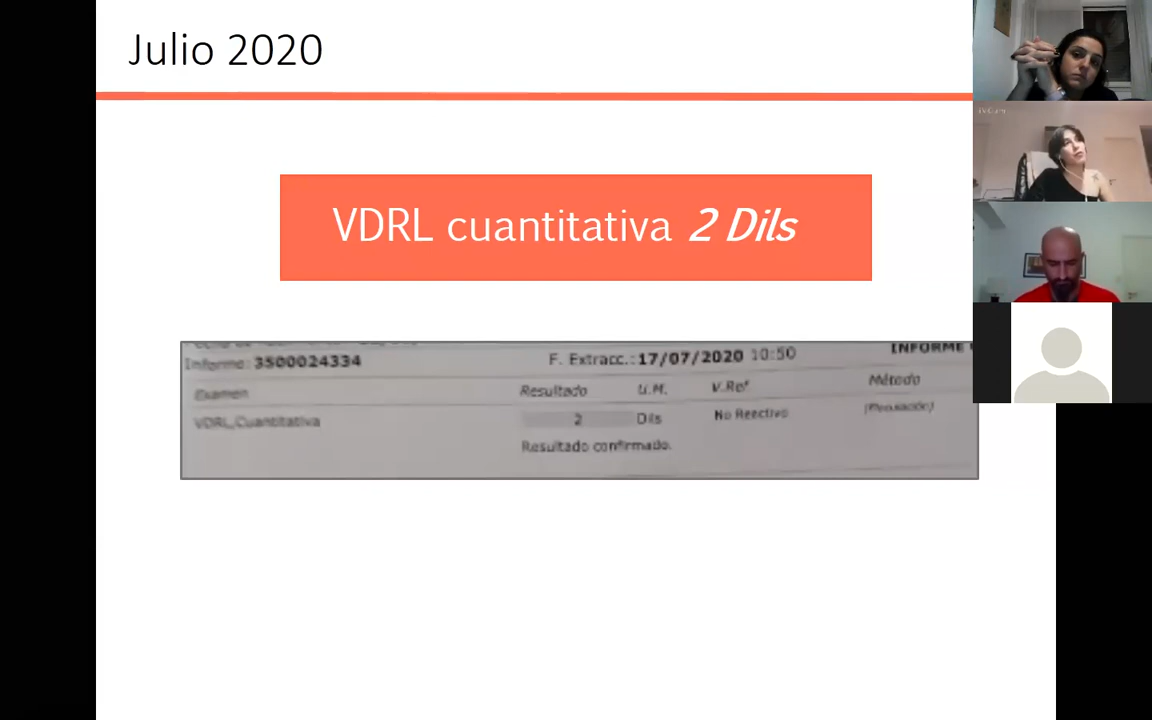 Julio 2020
VDRL cuantitativa 2 Dils
Informe: 3500024334 F. Extracc.: 17/07/2020 10:50 INFORME
Examen Resultado U.M. V.Ref Método
VDRL,Cuantitativa 2 Dils No Reactivo
Resultado confirmado.